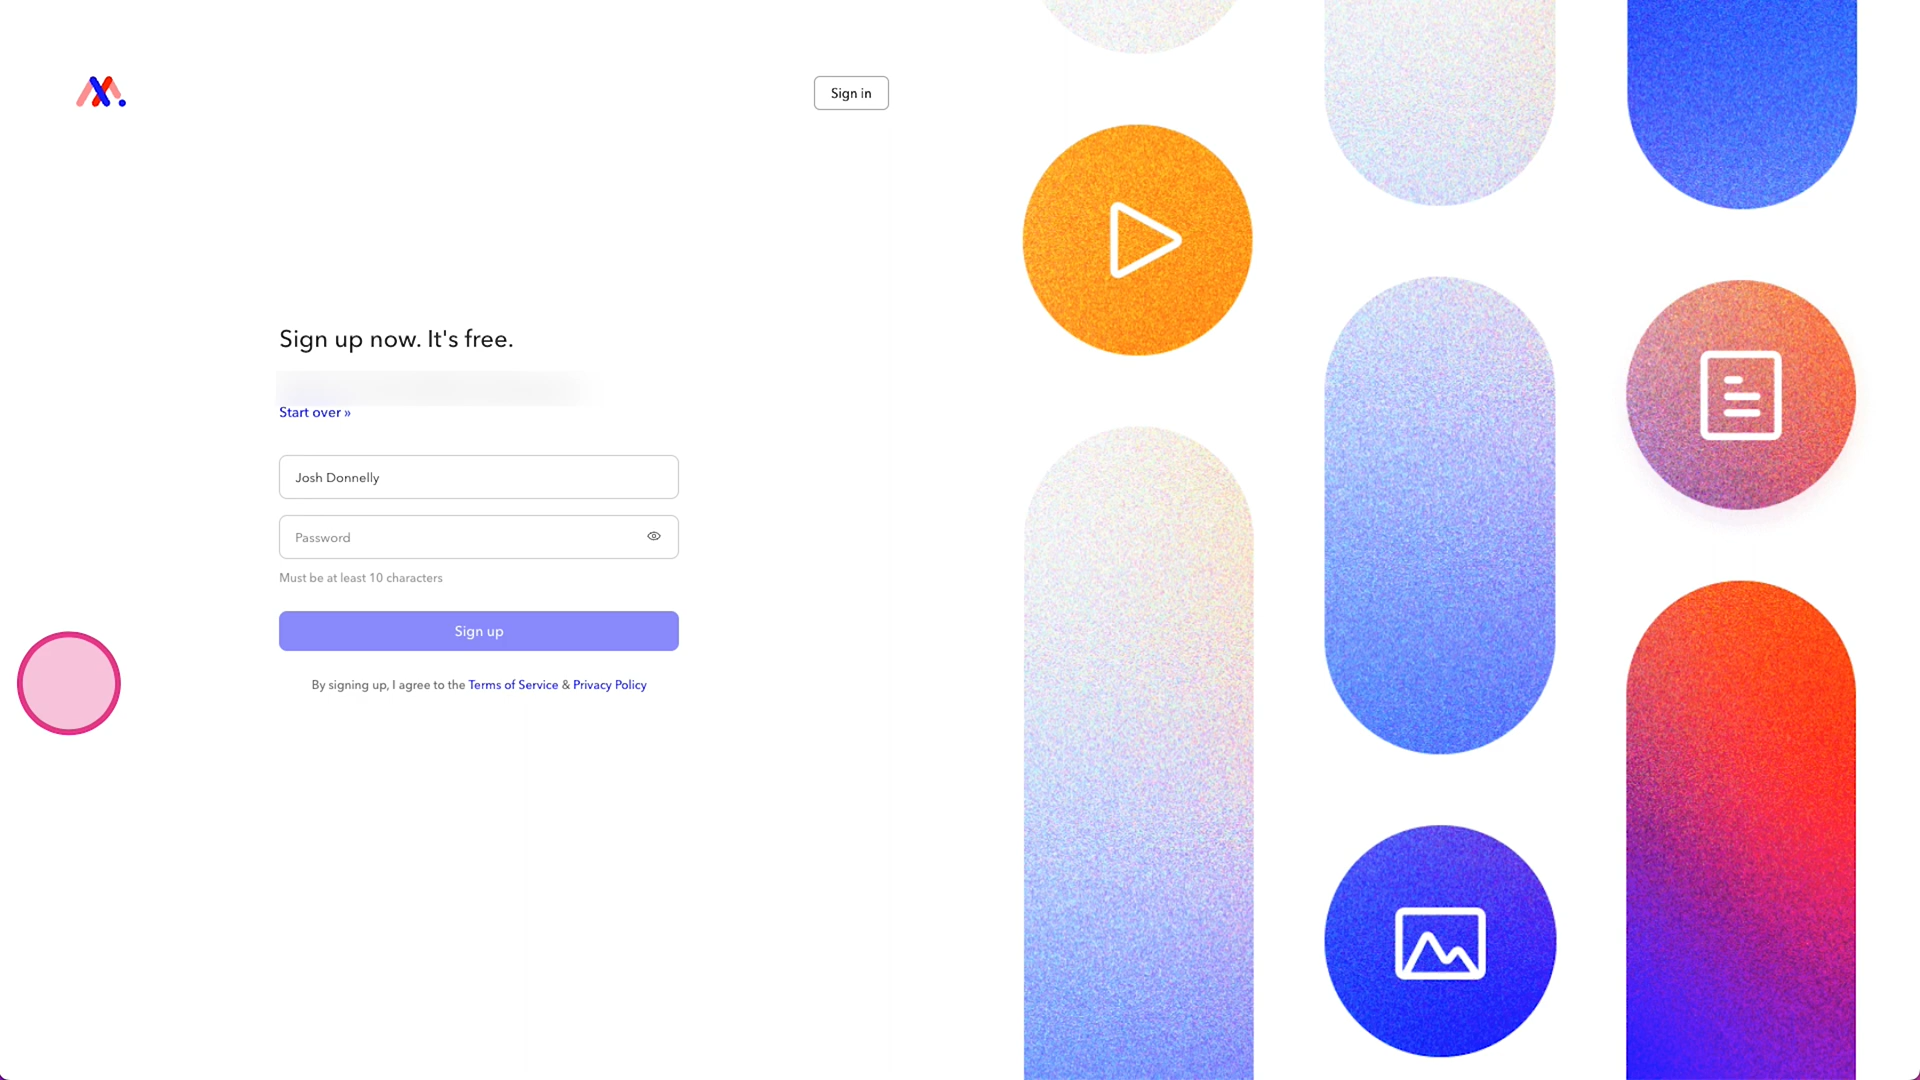 Sign in
Sign up now. It's free.
Start over »
Josh Donnelly
Password
Must be at least 10 characters
Sign up
By signing up, I agree to the Terms of Service & Privacy Policy